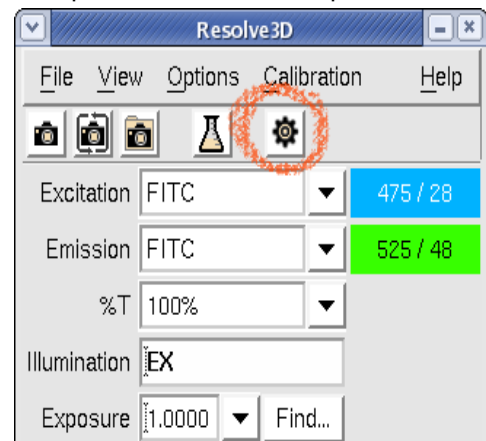 Resolve3D
File View Options Calibration Help
Excitation FITC 475 / 28
Emission FITC 525 / 48
%T 100%
Illumination EX
Exposure 1.0000 Find...